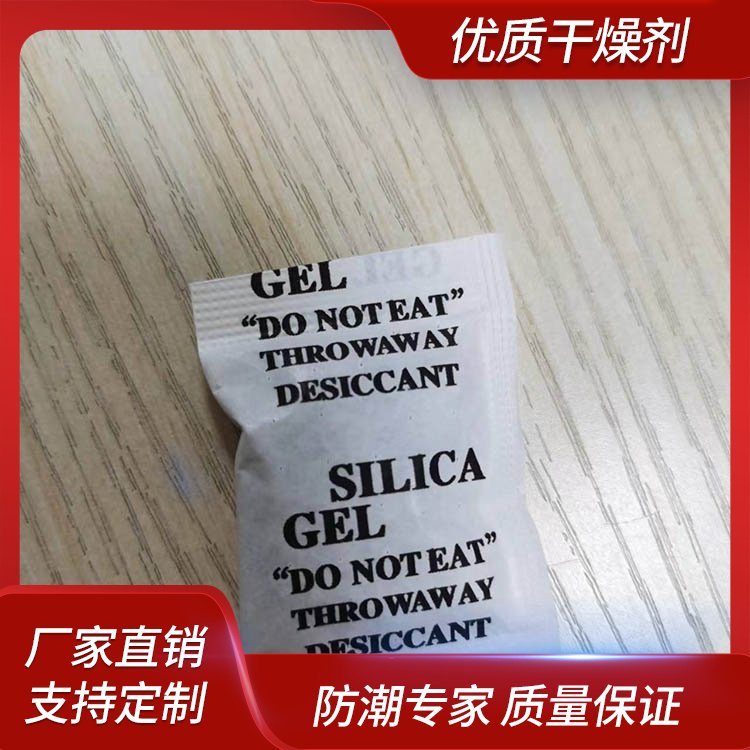 优质干燥剂
GEL
“DO NOT EAT”
THROWAWAY
DESICCANT
SILICA
GEL
“DO NOT EAT”
THROWAWAY
DESICCANT
厂家直销
支持定制
防潮专家 质量保证